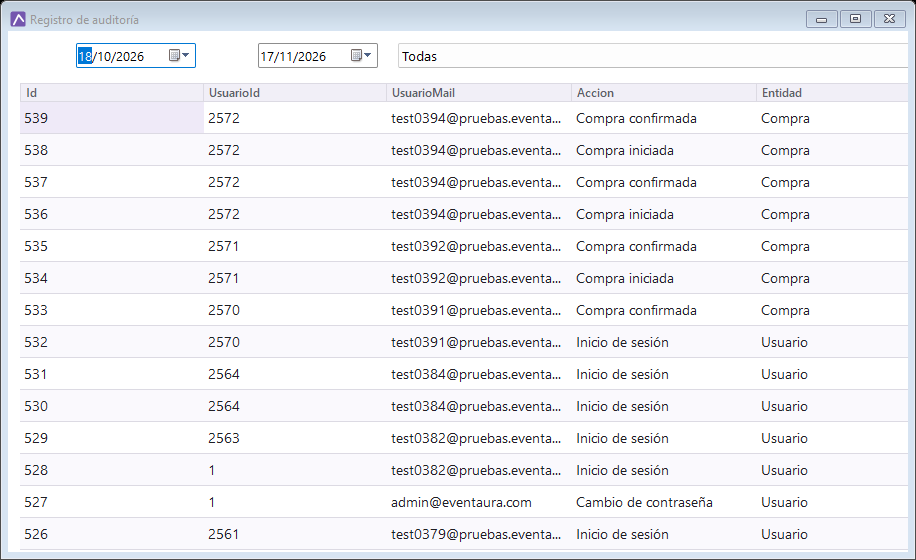 Registro de auditoría
18/10/2026 17/11/2026 Todas
Id UsuarioId UsuarioMail Accion Entidad
539 2572 test0394@pruebas.eventa... Compra confirmada Compra
538 2572 test0394@pruebas.eventa... Compra iniciada Compra
537 2572 test0394@pruebas.eventa... Compra confirmada Compra
536 2572 test0394@pruebas.eventa... Compra iniciada Compra
535 2571 test0392@pruebas.eventa... Compra confirmada Compra
534 2571 test0392@pruebas.eventa... Compra iniciada Compra
533 2570 test0391@pruebas.eventa... Compra confirmada Compra
532 2570 test0391@pruebas.eventa... Inicio de sesión Usuario
531 2564 test0384@pruebas.eventa... Inicio de sesión Usuario
530 2564 test0384@pruebas.eventa... Inicio de sesión Usuario
529 2563 test0382@pruebas.eventa... Inicio de sesión Usuario
528 1 test0382@pruebas.eventa... Inicio de sesión Usuario
527 1 admin@eventaura.com Cambio de contraseña Usuario
526 2561 test0379@pruebas.eventa... Inicio de sesión Usuario